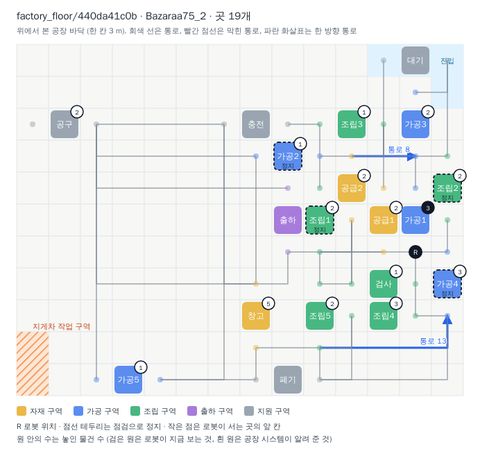 factory_floor/440da41c0b · Bazaraa75_2 · 곳 19개
위에서 본 공장 바닥 (한 칸 3 m). 회색 선은 통로, 빨간 점선은 막힌 통로, 파란 화살표는 한 방향 통로
대기
진입
공구 2
충전
조립3 1
가공3 2
가공2 1
정지
통로 8
공급2 2
조립2 2
정지
출하
조립1 2
정지
공급1 2
가공1 3
R
검사 1
가공4 3
정지
창고 5
조립5 2
조립4 3
지게차 작업 구역
통로 13
가공5 1
폐기
자재 구역 가공 구역 조립 구역 출하 구역 지원 구역
R 로봇 위치 · 점선 테두리는 점검으로 정지 · 작은 점은 로봇이 서는 곳의 앞 칸
원 안의 수는 놓인 물건 수 (검은 원은 로봇이 지금 보는 것, 흰 원은 공장 시스템이 알려 준 것)